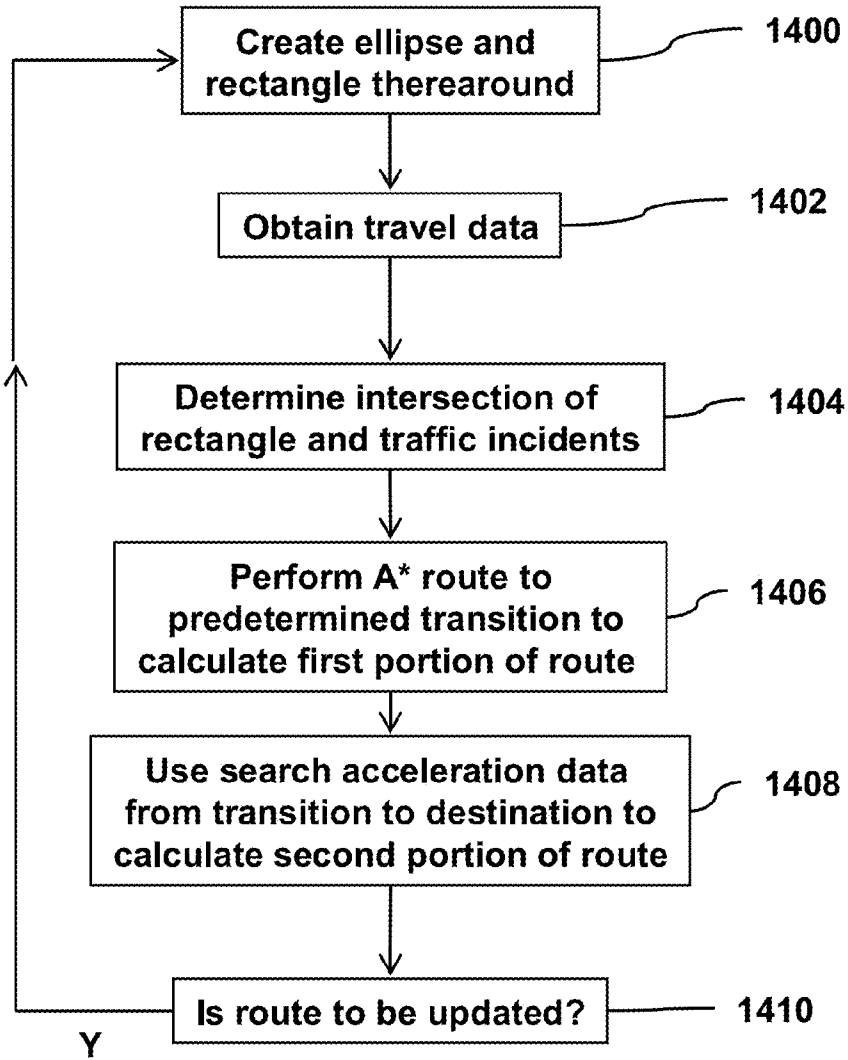 Create ellipse and
rectangle therearound
1400
Obtain travel data
1402
Determine intersection of
rectangle and traffic incidents
1404
Perform A* route to
predetermined transition to
calculate first portion of route
1406
Use search acceleration data
from transition to destination to
calculate second portion of route
1408
Is route to be updated?
1410
Y